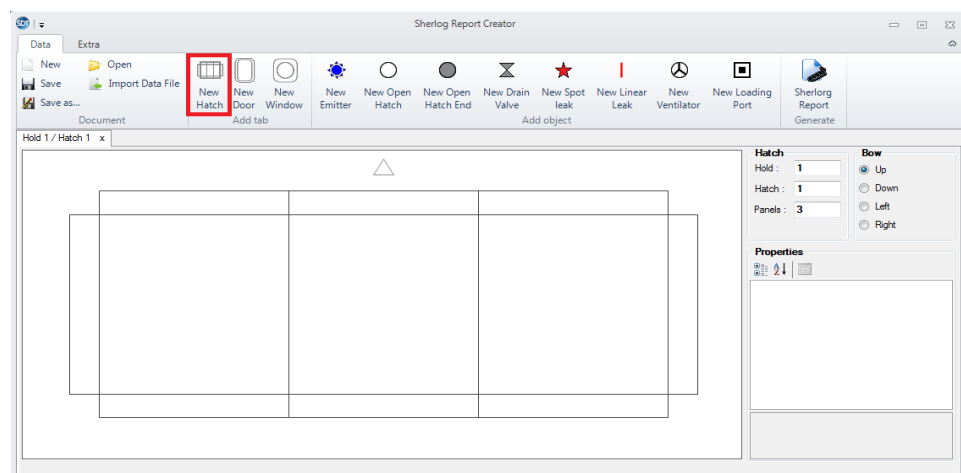 SDT
Sherlog Report Creator
Data Extra
New Open
Save Import Data File
Save as...
Document
New Hatch
New Door
New Window
Add tab
New Emitter
New Open Hatch
New Open Hatch End
New Drain Valve
New Spot leak
New Linear Leak
New Ventilator
New Loading Port
Add object
Sherlorg Report
Generate
Hold 1 / Hatch 1 x
Hatch
Hold : 1
Hatch : 1
Panels : 3
Bow
Up
Down
Left
Right
Properties
A
Z